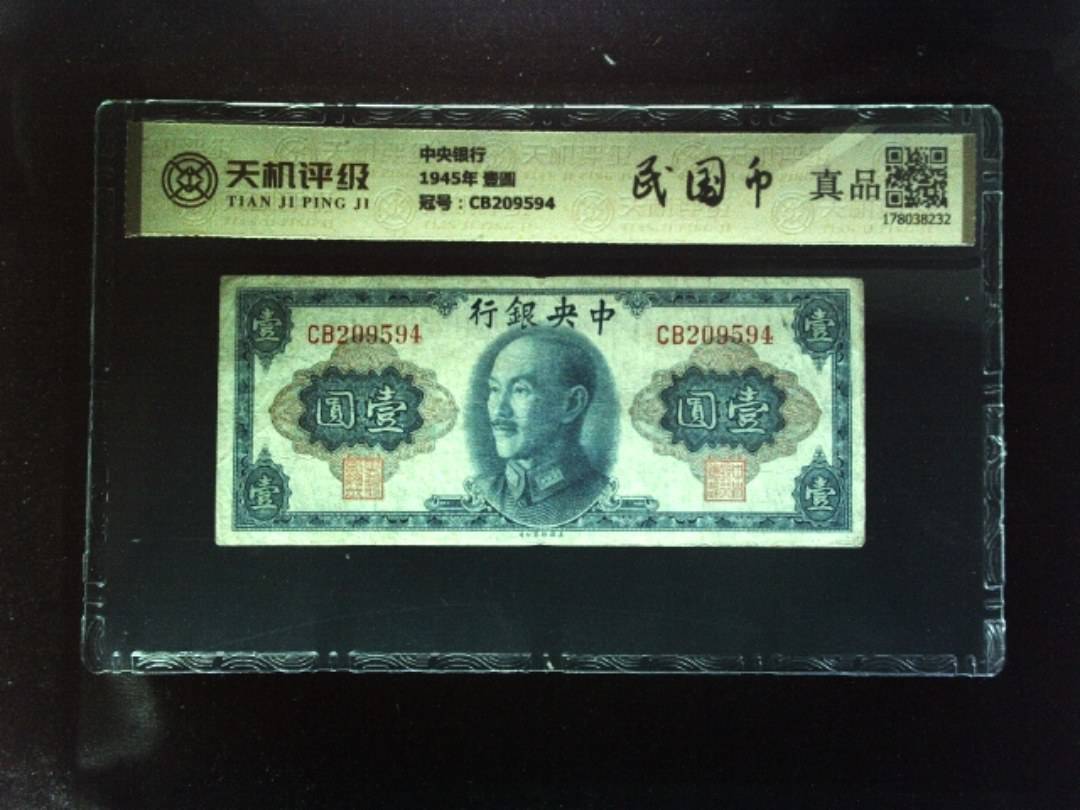 天机评级
TIAN JI PING JI
中央银行
1945年 壹圆
冠号：CB209594
民国币
真品
178038232
行銀央中
壹
壹
CB209594
CB209594
圓壹
圓壹
壹
壹